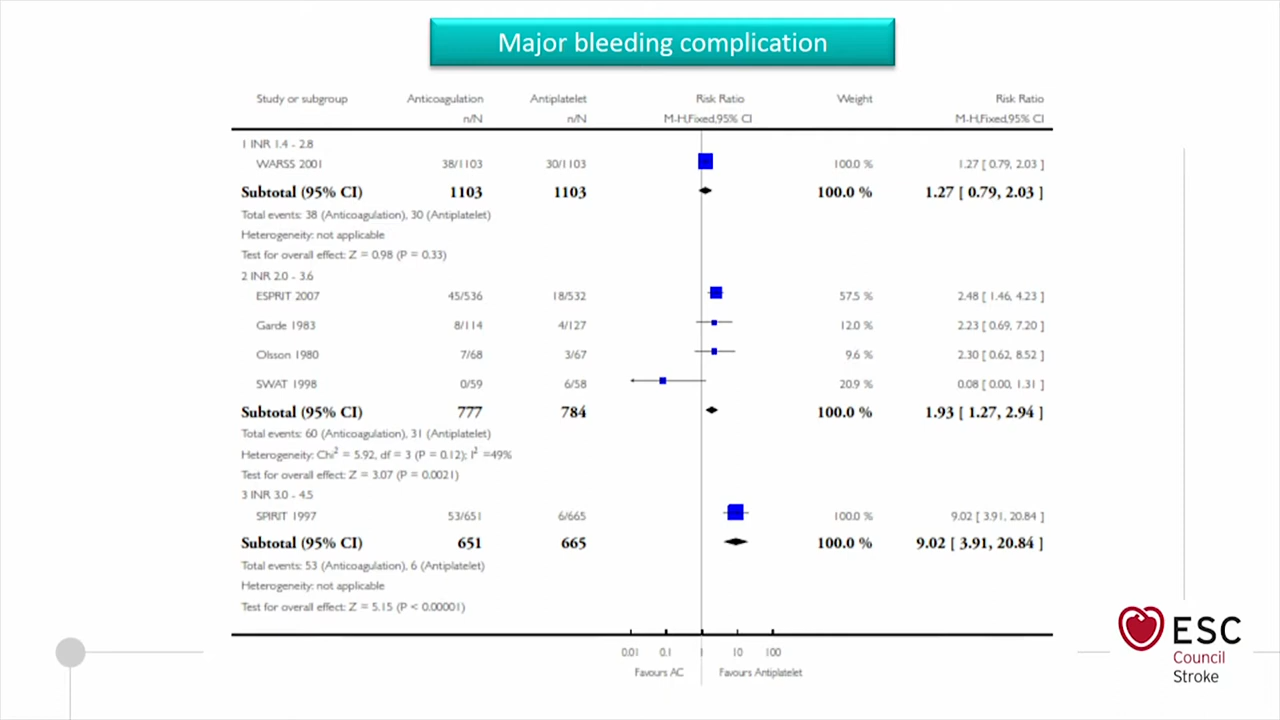 Major bleeding complication
Study or subgroup Anticoagulation Antiplatelet Risk Ratio Weight Risk Ratio
n/N n/N M-H,Fixed,95% CI M-H,Fixed,95% CI
1 INR 1.4 - 2.8
WARSS 2001 38/1103 30/1103 100.0 % 1.27 [ 0.79, 2.03 ]
Subtotal (95% CI) 1103 1103 100.0 % 1.27 [ 0.79, 2.03 ]
Total events: 38 (Anticoagulation), 30 (Antiplatelet)
Heterogeneity: not applicable
Test for overall effect: Z = 0.98 (P = 0.33)
2 INR 2.0 - 3.6
ESPRIT 2007 45/536 18/532 57.5 % 2.48 [ 1.46, 4.23 ]
Garde 1983 8/114 4/127 12.0 % 2.23 [ 0.69, 7.20 ]
Olsson 1980 7/68 3/67 9.6 % 2.30 [ 0.62, 8.52 ]
SWAT 1998 0/59 6/58 20.9 % 0.08 [ 0.00, 1.31 ]
Subtotal (95% CI) 777 784 100.0 % 1.93 [ 1.27, 2.94 ]
Total events: 60 (Anticoagulation), 31 (Antiplatelet)
Heterogeneity: Chi² = 5.92, df = 3 (P = 0.12); I² =49%
Test for overall effect: Z = 3.07 (P = 0.0021)
3 INR 3.0 - 4.5
SPIRIT 1997 53/651 6/665 100.0 % 9.02 [ 3.91, 20.84 ]
Subtotal (95% CI) 651 665 100.0 % 9.02 [ 3.91, 20.84 ]
Total events: 53 (Anticoagulation), 6 (Antiplatelet)
Heterogeneity: not applicable
Test for overall effect: Z = 5.15 (P < 0.00001)
0.01 0.1 1 10 100
Favours AC Favours Antiplatelet
ESC
Council
Stroke